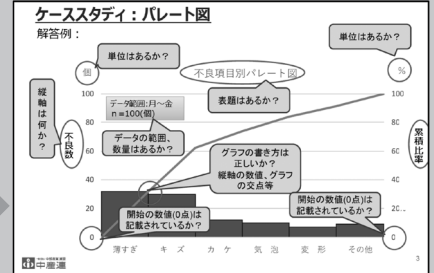 ケーススタディ：パレート図
解答例：
単位はあるか？
単位はあるか？
個
不良項目別パレート図
%
縦軸は何か？
データ範囲:月～金
n =100(個)
表題はあるか？
データの範囲、
数量はあるか？
不良数
累積比率
グラフの書き方は
正しいか？
縦軸の数値、グラフ
の交点等
開始の数値(0点)は
記載されているか？
開始の数値(0点)は
記載されているか？
100
80
60
40
20
0
100
80
60
40
20
0
薄すぎ キズ カケ 気泡 変形 その他
中産連
3